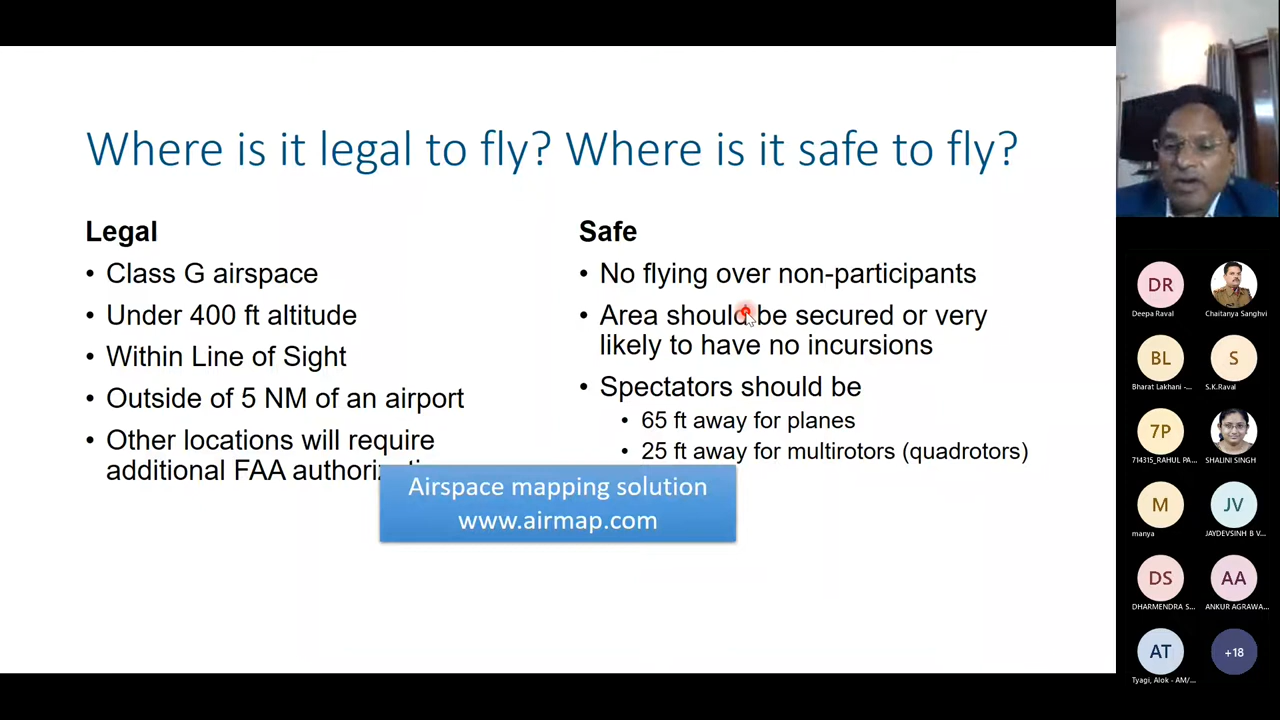 Where is it legal to fly? Where is it safe to fly?
Legal
• Class G airspace
• Under 400 ft altitude
• Within Line of Sight
• Outside of 5 NM of an airport
• Other locations will require
additional FAA
Safe
• No flying over non-participants
• Area should be secured or very
likely to have no incursions
• Spectators should be
• 65 ft away for planes
• 25 ft away for multirotors (quadrotors)
Airspace mapping solution
www.airmap.com
DR
Deepa Raval
Chaitanya Sanghvi
BL
Bharat Lakhani -...
S
S.K.Raval
7P
714315_RAHUL PA...
SHALINI SINGH
M
manya
JV
JAYDEVSINH B V...
DS
DHARMENDRA S...
AA
ANKUR AGRAWA...
AT
Tyagi, Alok - AM/...
+18